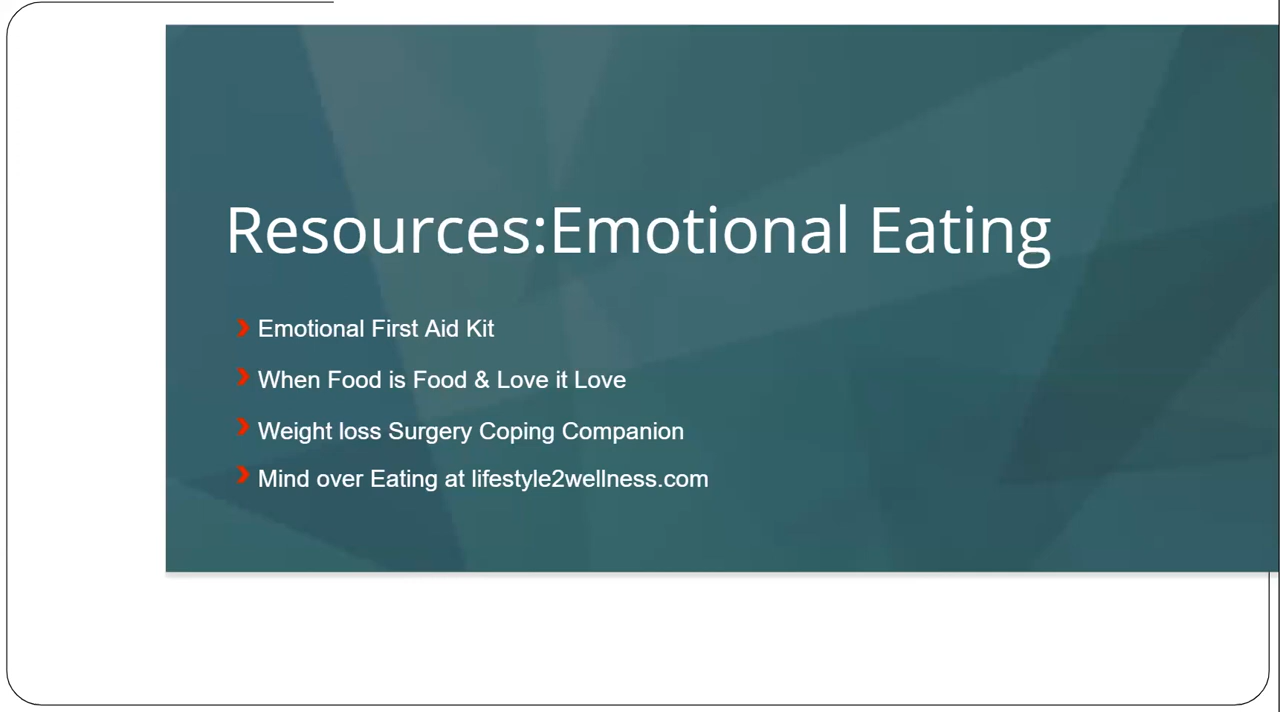 Resources:Emotional Eating
Emotional First Aid Kit
When Food is Food & Love it Love
Weight loss Surgery Coping Companion
Mind over Eating at lifestyle2wellness.com